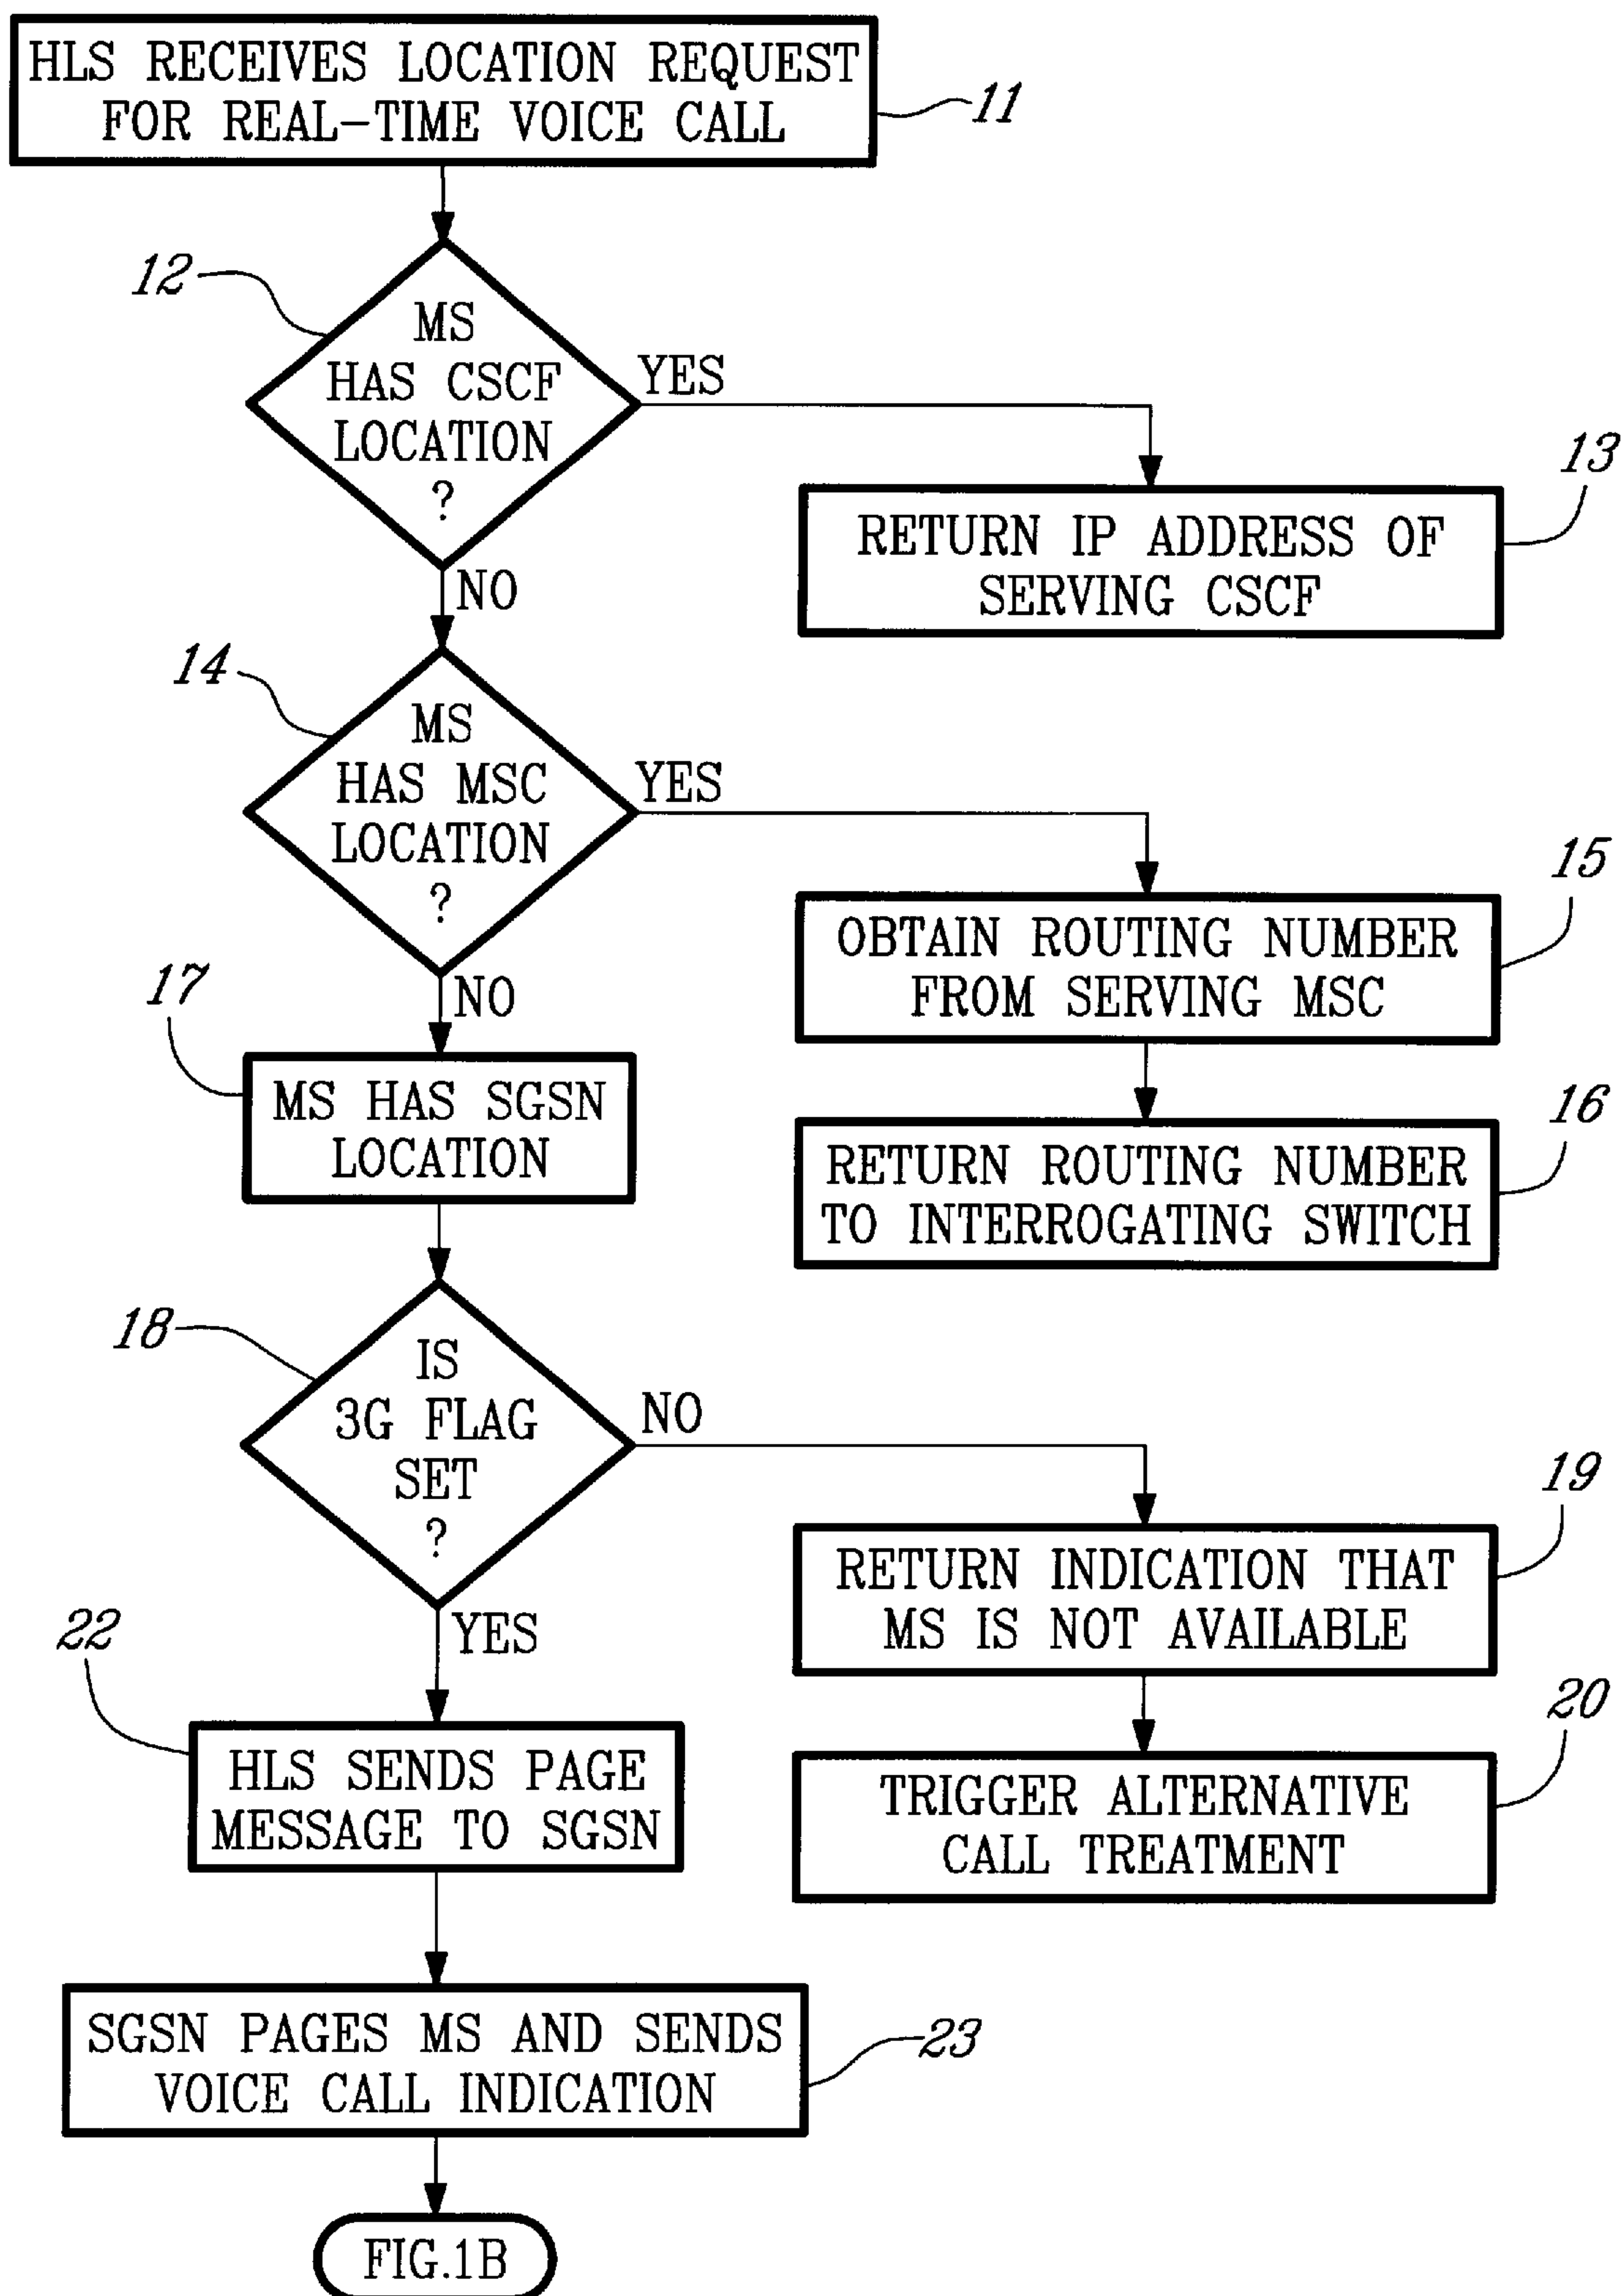 HLS RECEIVES LOCATION REQUEST
FOR REAL-TIME VOICE CALL
11
12
MS
HAS CSCF
LOCATION
?
YES
13
RETURN IP ADDRESS OF
SERVING CSCF
NO
14
MS
HAS MSC
LOCATION
?
YES
15
OBTAIN ROUTING NUMBER
FROM SERVING MSC
NO
17
MS HAS SGSN
LOCATION
16
RETURN ROUTING NUMBER
TO INTERROGATING SWITCH
18
IS
3G FLAG
SET
?
NO
19
RETURN INDICATION THAT
MS IS NOT AVAILABLE
YES
22
HLS SENDS PAGE
MESSAGE TO SGSN
20
TRIGGER ALTERNATIVE
CALL TREATMENT
SGSN PAGES MS AND SENDS
VOICE CALL INDICATION
23
FIG.1B